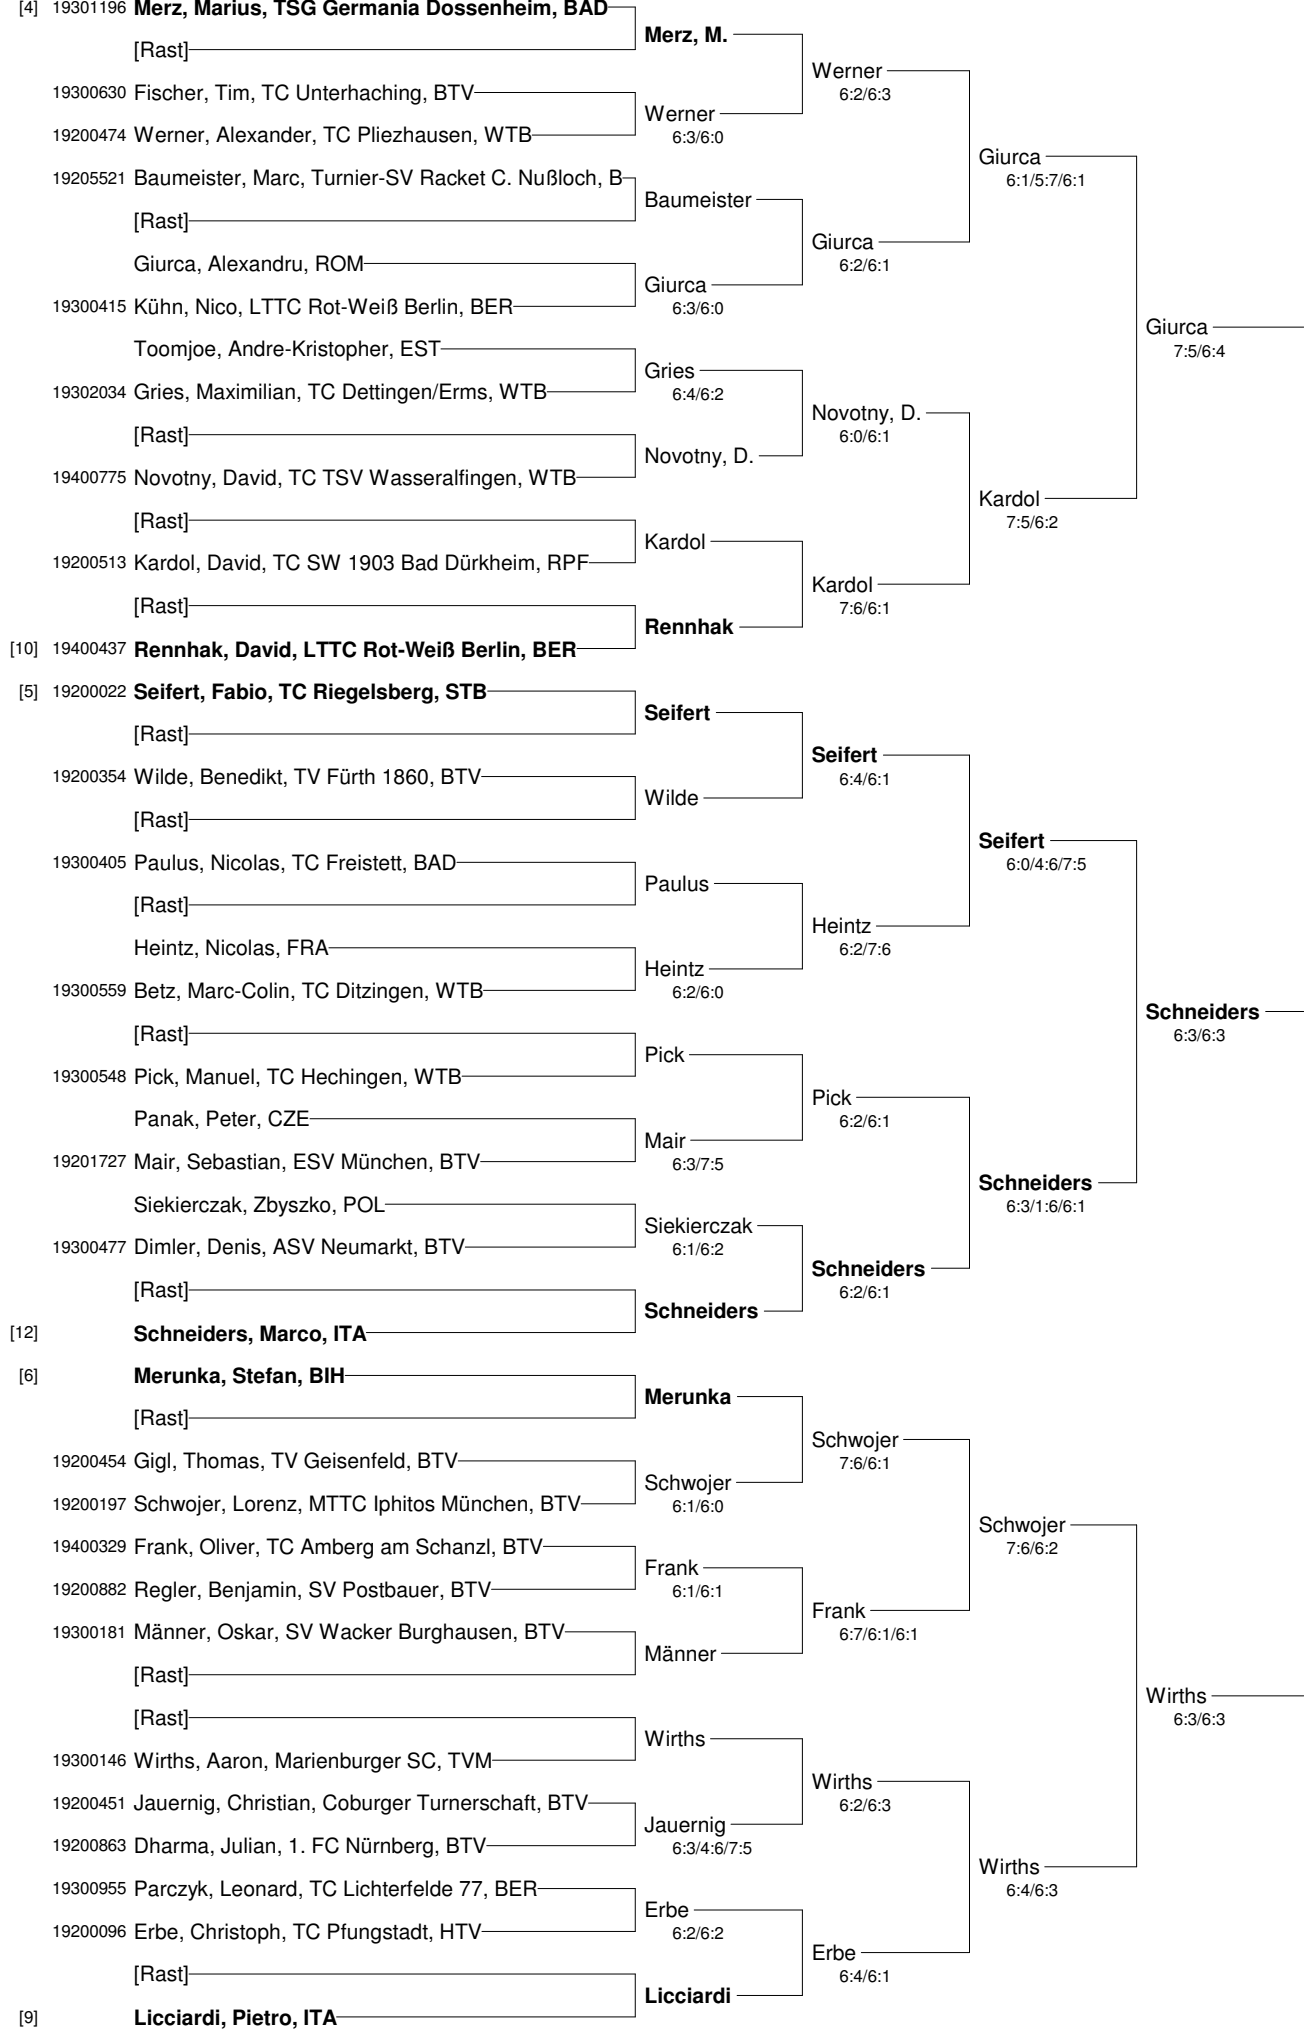 [4] 19301196 Merz, Marius, TSG Germania Dossenheim, BAD
Merz, M.
[Rast]
Werner
6:2/6:3
19300630 Fischer, Tim, TC Unterhaching, BTV
Werner
6:3/6:0
19200474 Werner, Alexander, TC Pliezhausen, WTB
Giurca
6:1/5:7/6:1
19205521 Baumeister, Marc, Turnier-SV Racket C. Nußloch, B
Baumeister
[Rast]
Giurca
6:2/6:1
Giurca, Alexandru, ROM
Giurca
6:3/6:0
19300415 Kühn, Nico, LTTC Rot-Weiß Berlin, BER
Giurca
7:5/6:4
Toomjoe, Andre-Kristopher, EST
Gries
6:4/6:2
19302034 Gries, Maximilian, TC Dettingen/Erms, WTB
Novotny, D.
6:0/6:1
[Rast]
Novotny, D.
19400775 Novotny, David, TC TSV Wasseralfingen, WTB
Kardol
7:5/6:2
[Rast]
Kardol
19200513 Kardol, David, TC SW 1903 Bad Dürkheim, RPF
Kardol
7:6/6:1
[Rast]
Rennhak
[10] 19400437 Rennhak, David, LTTC Rot-Weiß Berlin, BER
[5] 19200022 Seifert, Fabio, TC Riegelsberg, STB
Seifert
[Rast]
Seifert
6:4/6:1
19200354 Wilde, Benedikt, TV Fürth 1860, BTV
Wilde
[Rast]
Seifert
6:0/4:6/7:5
19300405 Paulus, Nicolas, TC Freistett, BAD
Paulus
[Rast]
Heintz
6:2/7:6
Heintz, Nicolas, FRA
Heintz
6:2/6:0
19300559 Betz, Marc-Colin, TC Ditzingen, WTB
Schneiders
6:3/6:3
[Rast]
Pick
19300548 Pick, Manuel, TC Hechingen, WTB
Pick
6:2/6:1
Panak, Peter, CZE
Mair
6:3/7:5
19201727 Mair, Sebastian, ESV München, BTV
Schneiders
6:3/1:6/6:1
Siekierczak, Zbyszko, POL
Siekierczak
6:1/6:2
19300477 Dimler, Denis, ASV Neumarkt, BTV
Schneiders
6:2/6:1
[Rast]
Schneiders
[12] Schneiders, Marco, ITA
[6] Merunka, Stefan, BIH
Merunka
[Rast]
Schwojer
7:6/6:1
19200454 Gigl, Thomas, TV Geisenfeld, BTV
Schwojer
6:1/6:0
19200197 Schwojer, Lorenz, MTTC Iphitos München, BTV
Schwojer
7:6/6:2
19400329 Frank, Oliver, TC Amberg am Schanzl, BTV
Frank
6:1/6:1
19200882 Regler, Benjamin, SV Postbauer, BTV
Frank
6:7/6:1/6:1
19300181 Männer, Oskar, SV Wacker Burghausen, BTV
Männer
[Rast]
Wirths
6:3/6:3
[Rast]
Wirths
19300146 Wirths, Aaron, Marienburger SC, TVM
Wirths
6:2/6:3
19200451 Jauernig, Christian, Coburger Turnerschaft, BTV
Jauernig
6:3/4:6/7:5
19200863 Dharma, Julian, 1. FC Nürnberg, BTV
Wirths
6:4/6:3
19300955 Parczyk, Leonard, TC Lichterfelde 77, BER
Erbe
6:2/6:2
19200096 Erbe, Christoph, TC Pfungstadt, HTV
Erbe
6:4/6:1
[Rast]
Licciardi
[9] Licciardi, Pietro, ITA